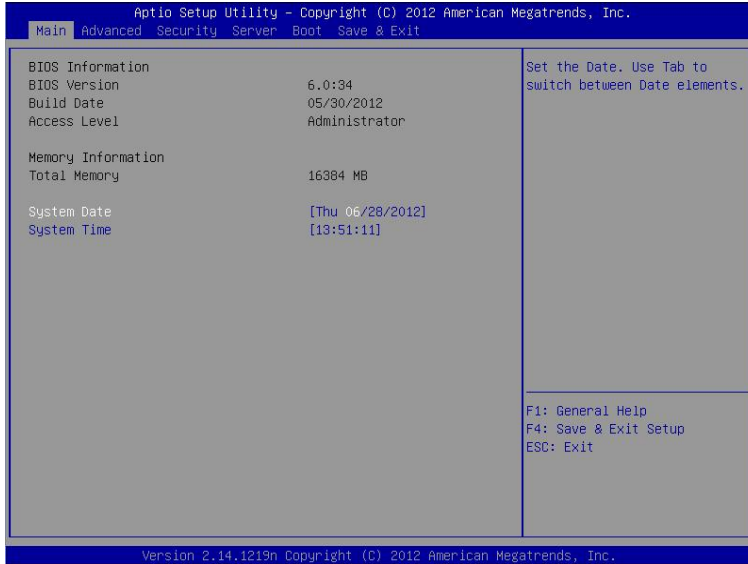 Aptio Setup Utility – Copyright (C) 2012 American Megatrends, Inc.
Main Advanced Security Server Boot Save & Exit
BIOS Information
BIOS Version 6.0:34
Build Date 05/30/2012
Access Level Administrator
Memory Information
Total Memory 16384 MB
System Date [Thu 06/28/2012]
System Time [13:51:11]
Set the Date. Use Tab to
switch between Date elements.
F1: General Help
F4: Save & Exit Setup
ESC: Exit
Version 2.14.1219n Copyright (C) 2012 American Megatrends, Inc.